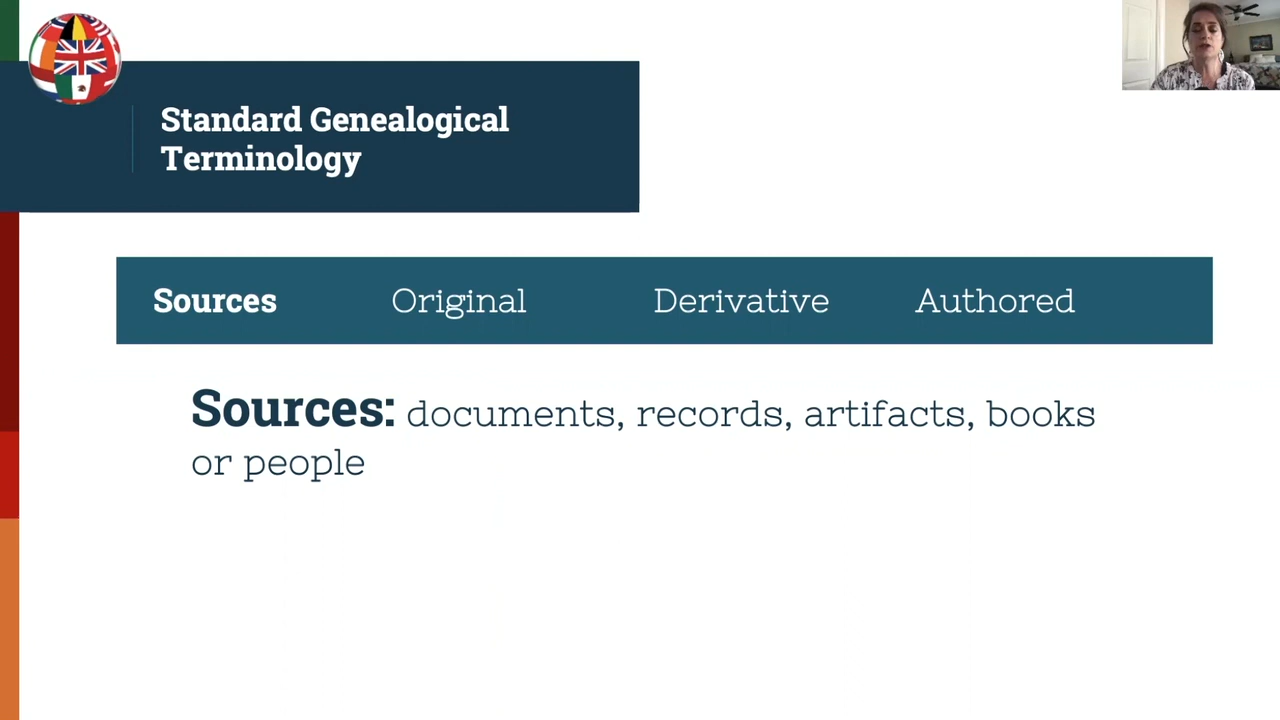 Standard Genealogical
Terminology
Sources Original Derivative Authored
Sources: documents, records, artifacts, books
or people